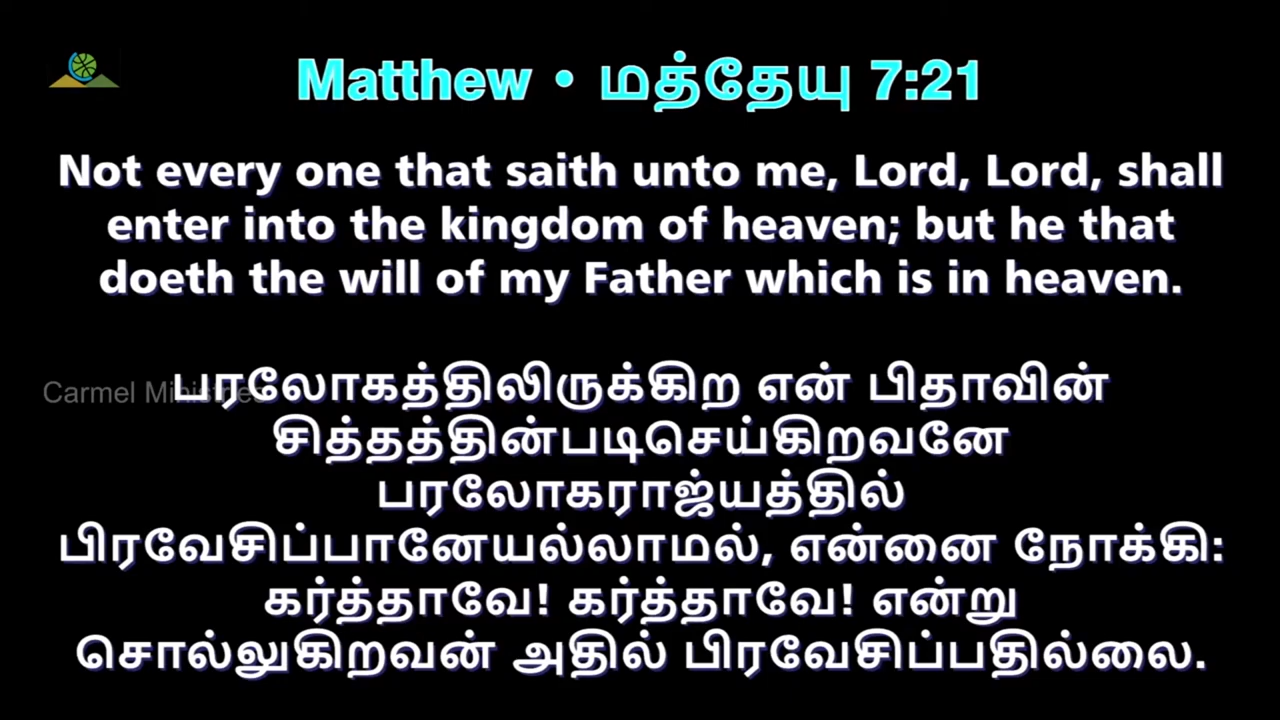 Matthew • மத்தேயு 7:21
Not every one that saith unto me, Lord, Lord, shall
enter into the kingdom of heaven; but he that
doeth the will of my Father which is in heaven.
Carmel Ministries
பரலோகத்திலிருக்கிற என் பிதாவின்
சித்தத்தின்படிசெய்கிறவனே
பரலோகராஜ்யத்தில்
பிரவேசிப்பானேயல்லாமல், என்னை நோக்கி:
கர்த்தாவே! கர்த்தாவே! என்று
சொல்லுகிறவன் அதில் பிரவேசிப்பதில்லை.